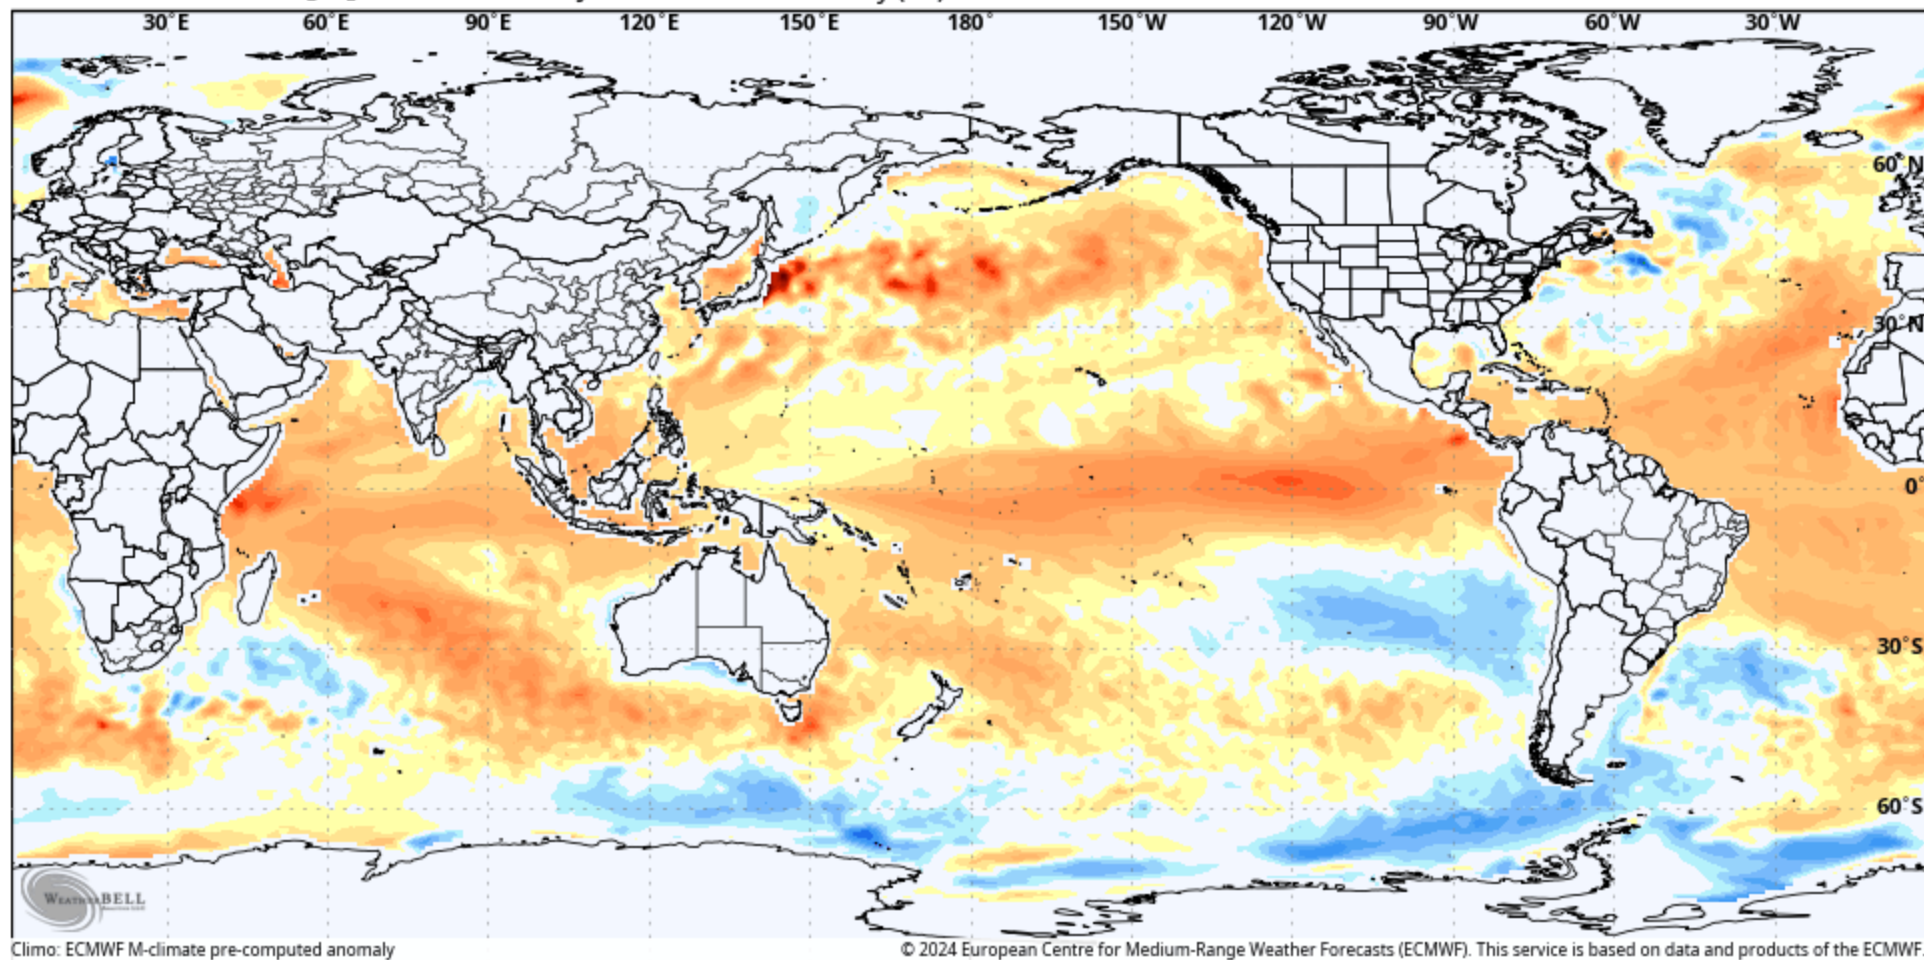 30°E 60°E 90°E 120°E 150°E 180° 150°W 120°W 90°W 60°W 30°W
60°N
30°N
0°
30°S
60°S
WEATHERBELL
Climo: ECMWF M-climate pre-computed anomaly
© 2024 European Centre for Medium-Range Weather Forecasts (ECMWF). This service is based on data and products of the ECMWF